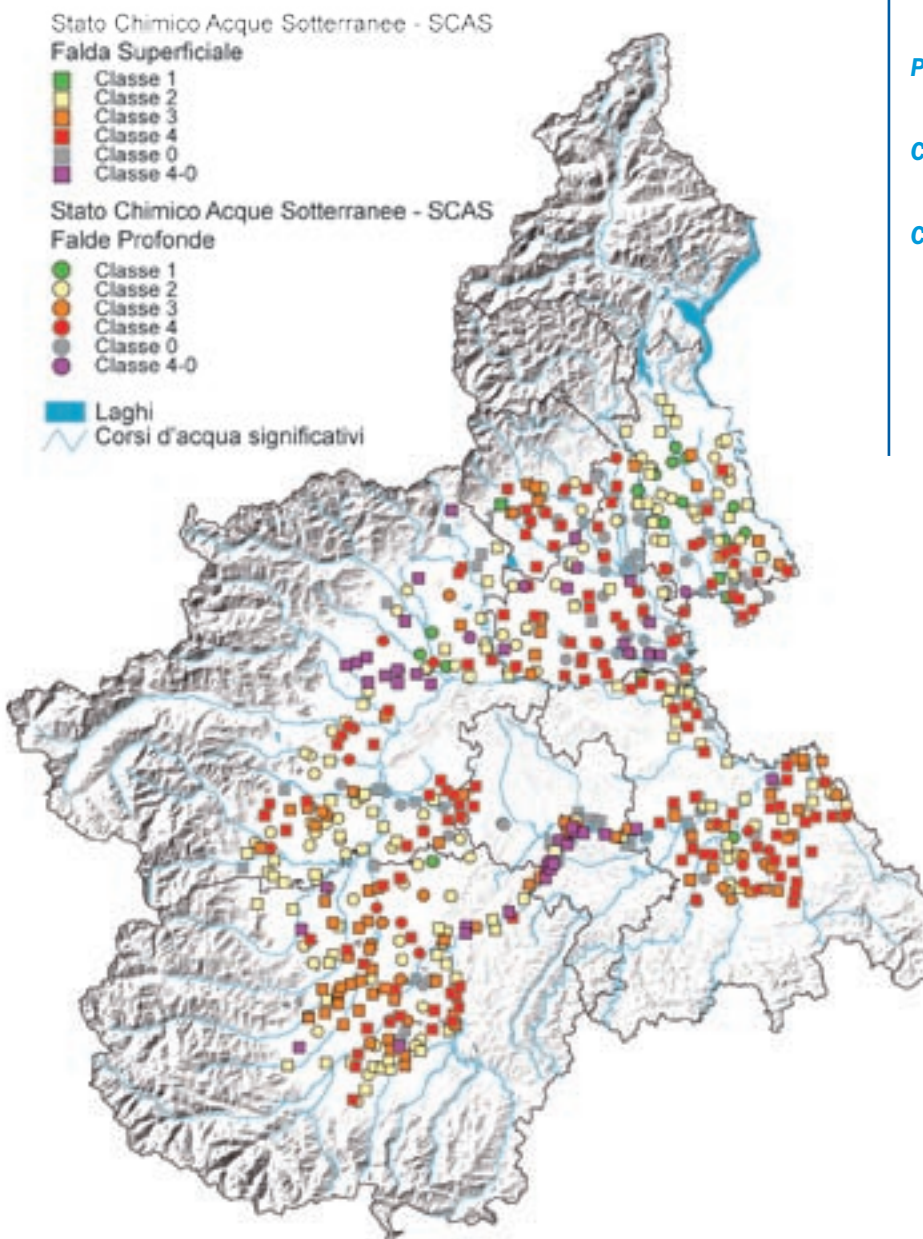 Stato Chimico Acque Sotterranee - SCAS
Falda Superficiale
Classe 1
Classe 2
Classe 3
Classe 4
Classe 0
Classe 4-0
Stato Chimico Acque Sotterranee - SCAS
Falde Profonde
Classe 1
Classe 2
Classe 3
Classe 4
Classe 0
Classe 4-0
Laghi
Corsi d'acqua significativi
P
C
C